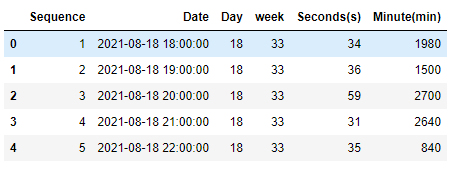 Sequence Date Day week Seconds(s) Minute(min)
0 1 2021-08-18 18:00:00 18 33 34 1980
1 2 2021-08-18 19:00:00 18 33 36 1500
2 3 2021-08-18 20:00:00 18 33 59 2700
3 4 2021-08-18 21:00:00 18 33 31 2640
4 5 2021-08-18 22:00:00 18 33 35 840